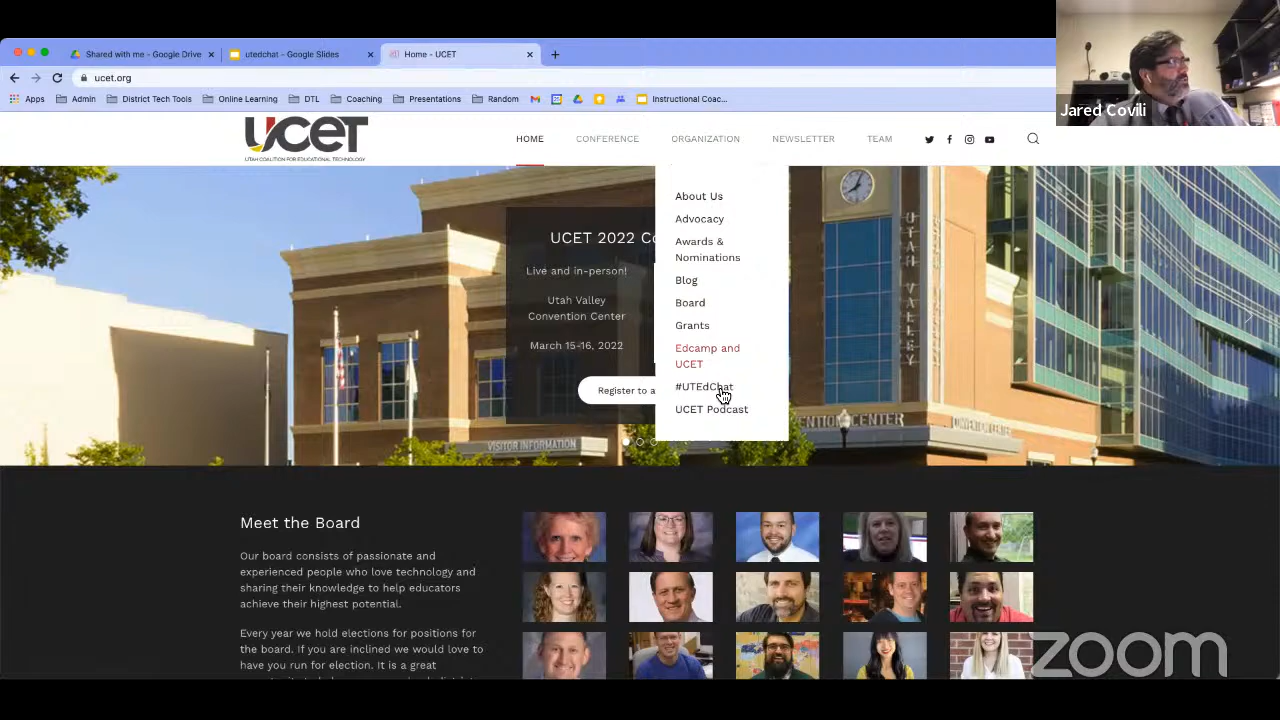 Shared with me - Google Drive
utedchat - Google Slides
Home - UCET
ucet.org
Apps
Admin
District Tech Tools
Online Learning
DTL
Coaching
Presentations
Random
Instructional Coac...
Jared Covili
ucet
UTAH COALITION FOR EDUCATIONAL TECHNOLOGY
HOME
CONFERENCE
ORGANIZATION
NEWSLETTER
TEAM
About Us
Advocacy
Awards &
Nominations
Blog
Board
Grants
Edcamp and
UCET
#UTEdChat
UCET Podcast
UCET 2022 Co
Live and in-person!
Utah Valley
Convention Center
March 15-16, 2022
Register to a
UTAH VALLEY
VENTION CENTER
CONVENTION CENTER
VISITOR INFORMATION
Meet the Board
Our board consists of passionate and
experienced people who love technology and
sharing their knowledge to help educators
achieve their highest potential.
Every year we hold elections for positions for
the board. If you are inclined we would love to
have you run for election. It is a great
zoom